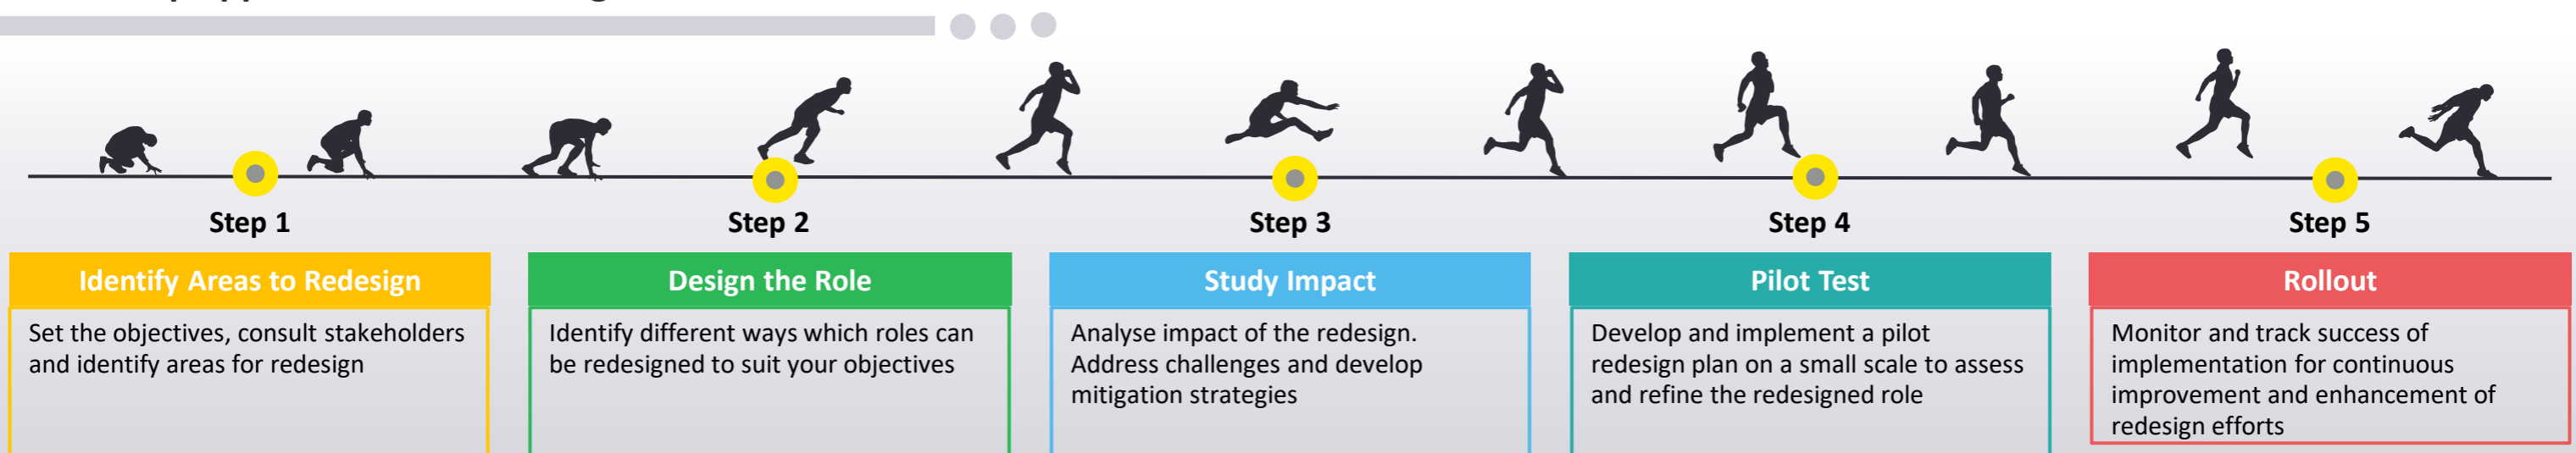 Step 1
Step 2
Step 3
Step 4
Step 5
Identify Areas to Redesign
Set the objectives, consult stakeholders
and identify areas for redesign
Design the Role
Identify different ways which roles can
be redesigned to suit your objectives
Study Impact
Analyse impact of the redesign.
Address challenges and develop
mitigation strategies
Pilot Test
Develop and implement a pilot
redesign plan on a small scale to assess
and refine the redesigned role
Rollout
Monitor and track success of
implementation for continuous
improvement and enhancement of
redesign efforts